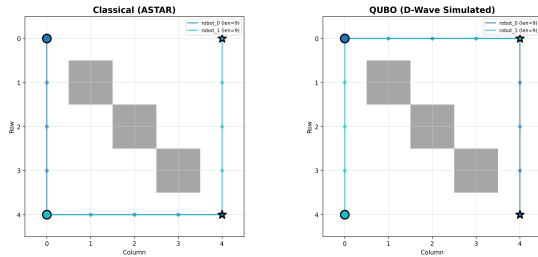 Classical (ASTAR)
robot_0 (len=9)
robot_1 (len=9)
0
1
2
3
4
Row
0 1 2 3 4
Column
QUBO (D-Wave Simulated)
robot_0 (len=9)
robot_1 (len=9)
0
1
2
3
4
Row
0 1 2 3 4
Column